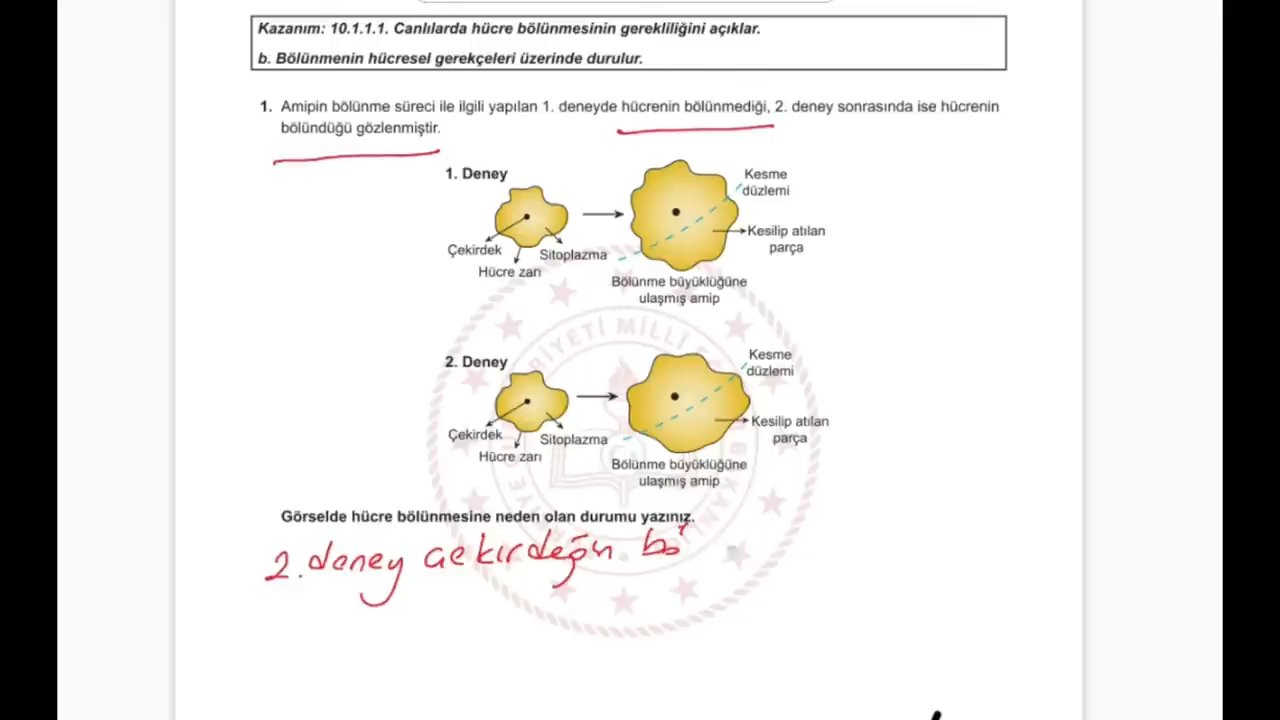 Kazanım: 10.1.1.1. Canlılarda hücre bölünmesinin gerekliliğini açıklar.
b. Bölünmenin hücresel gerekçeleri üzerinde durulur.
1. Amipin bölünme süreci ile ilgili yapılan 1. deneyde hücrenin bölünmediği, 2. deney sonrasında ise hücrenin
bölündüğü gözlenmiştir.
1. Deney
Kesme
düzlemi
Kesilip atılan
parça
Çekirdek
Sitoplazma
Hücre zarı
Bölünme büyüklüğüne
ulaşmış amip
2. Deney
Kesme
düzlemi
Kesilip atılan
parça
Çekirdek
Sitoplazma
Hücre zarı
Bölünme büyüklüğüne
ulaşmış amip
Görselde hücre bölünmesine neden olan durumu yazınız.
2. deney çekirdeğin bö